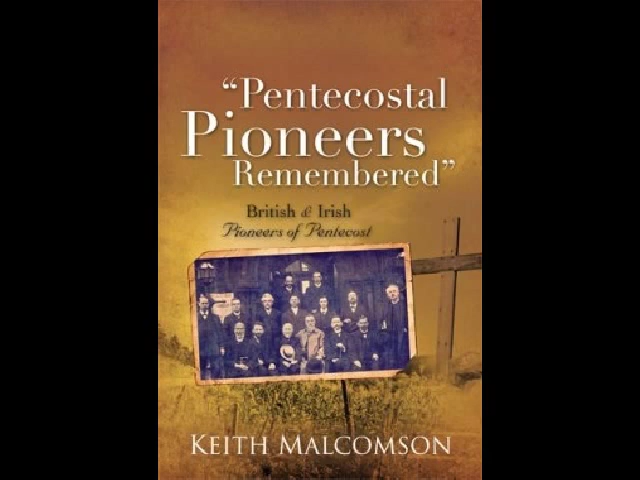 “Pentecostal
Pioneers
Remembered”
British & Irish
Pioneers of Pentecost
KEITH MALCOMSON